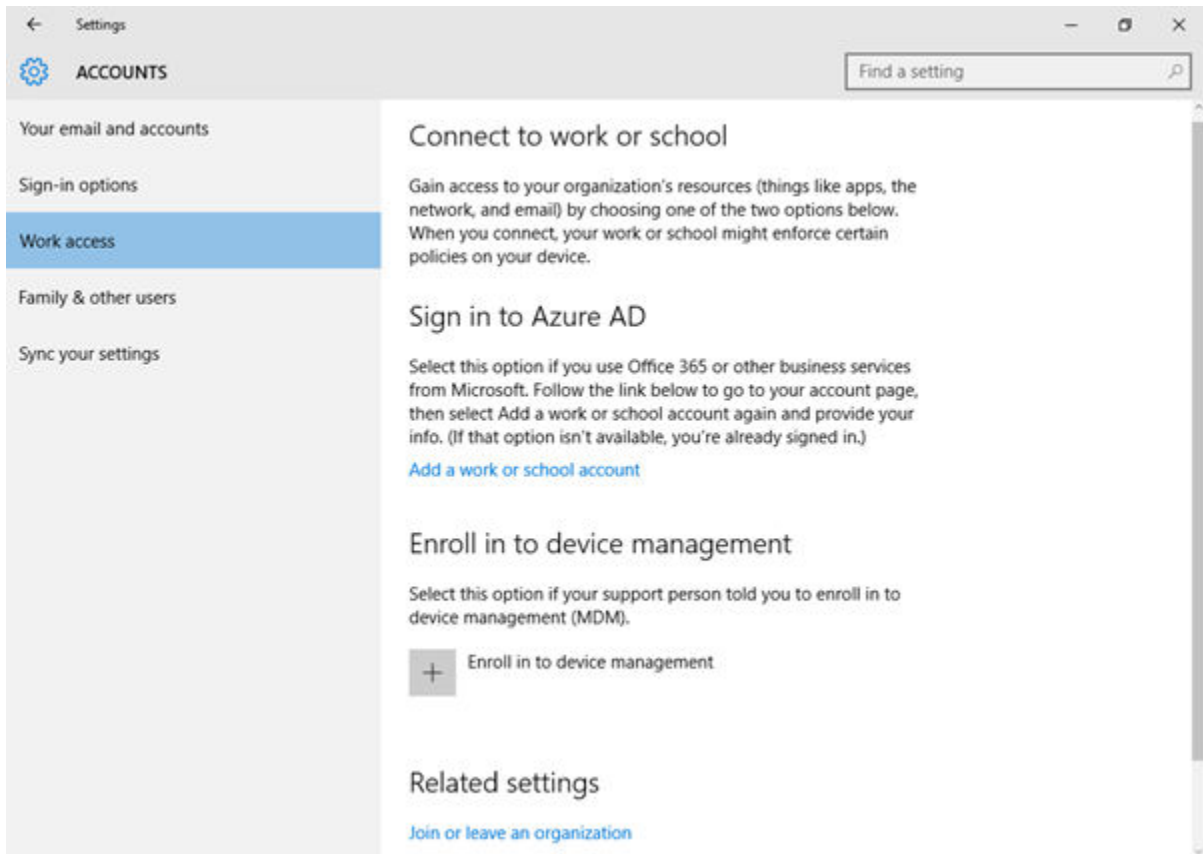 Settings
ACCOUNTS
Find a setting
Your email and accounts
Sign-in options
Work access
Family & other users
Sync your settings
Connect to work or school
Gain access to your organization's resources (things like apps, the
network, and email) by choosing one of the two options below.
When you connect, your work or school might enforce certain
policies on your device.
Sign in to Azure AD
Select this option if you use Office 365 or other business services
from Microsoft. Follow the link below to go to your account page,
then select Add a work or school account again and provide your
info. (If that option isn't available, you're already signed in.)
Add a work or school account
Enroll in to device management
Select this option if your support person told you to enroll in to
device management (MDM).
Enroll in to device management
Related settings
Join or leave an organization